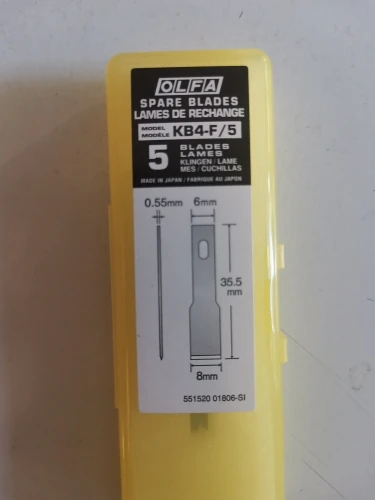 OLFA
SPARE BLADES
LAMES DE RECHANGE
MODEL
MODÈLE KB4-F/5
5 BLADES
LAMES
KLINGEN/LAME
MES/CUCHILLAS
MADE IN JAPAN / FABRIQUE AU JAPON
0.55mm 6mm
35.5
mm
8mm
551520 01806-SI